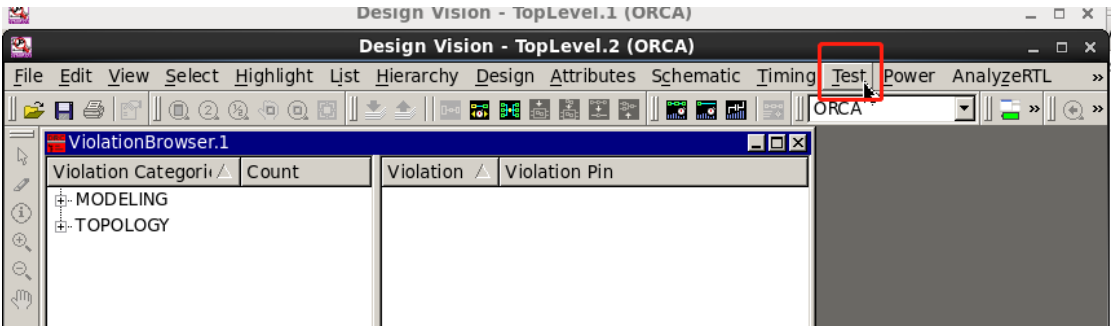 Design Vision - TopLevel.1 (ORCA)
Design Vision - TopLevel.2 (ORCA)
File Edit View Select Highlight List Hierarchy Design Attributes Schematic Timing Test Power AnalyzeRTL »
ORCA » »
ViolationBrowser.1
Violation Categori Count Violation Violation Pin
MODELING
TOPOLOGY